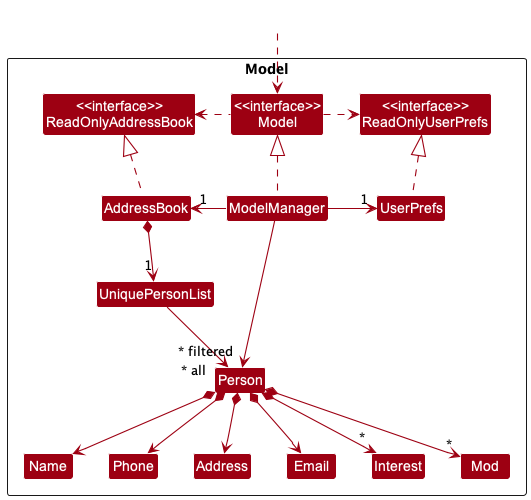 Model
<<interface>>
ReadOnlyAddressBook
<<interface>>
Model
<<interface>>
ReadOnlyUserPrefs
AddressBook
1
ModelManager
1
UserPrefs
1
UniquePersonList
* filtered
* all
Person
*
*
Name
Phone
Address
Email
Interest
Mod